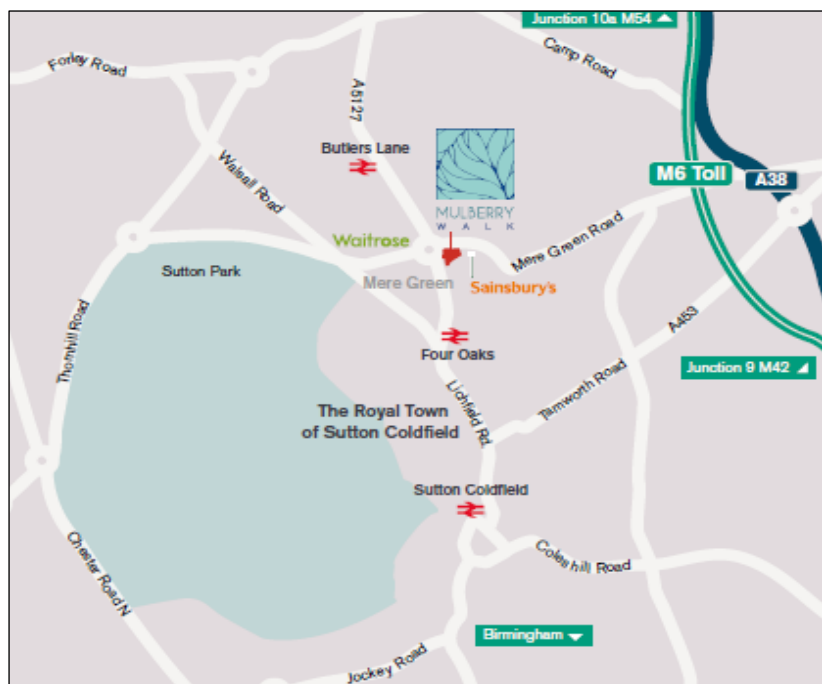 Junction 10a M54
Forley Road
Camp Road
A5127
Butlers Lane
Walsall Road
M6 Toll
A38
MULBERRY
WALK
Waitrose
Mere Green Road
Sutton Park
Mere Green
Sainsbury's
Thornhill Road
A453
Four Oaks
Junction 9 M42
Lichfield Rd.
Tamworth Road
The Royal Town
of Sutton Coldfield
Sutton Coldfield
Chester Road N
Coleshill Road
Birmingham
Jockey Road